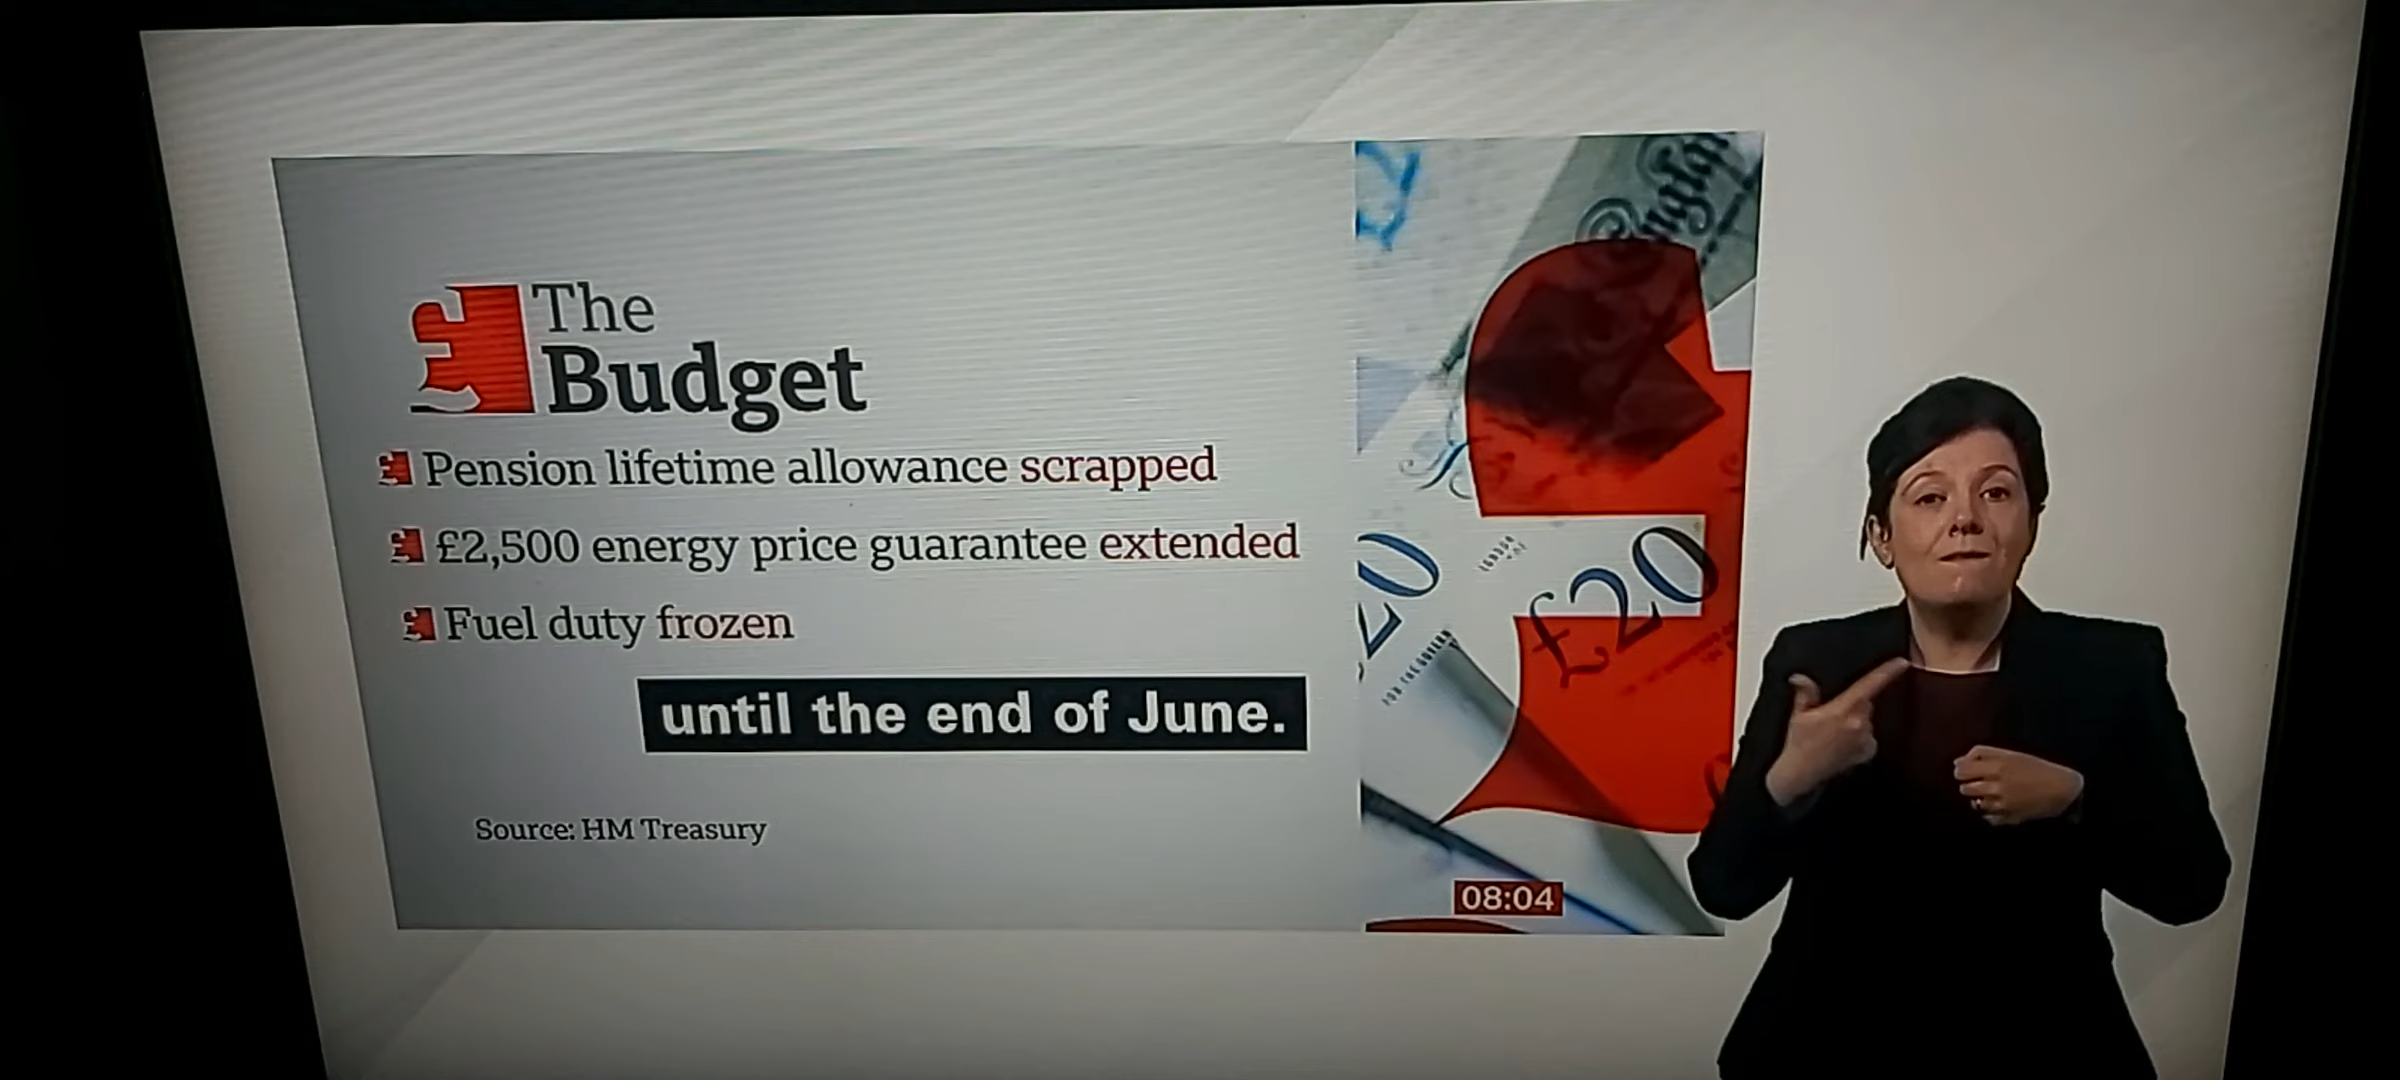 The
Budget
Pension lifetime allowance scrapped
£2,500 energy price guarantee extended
Fuel duty frozen
until the end of June.
Source: HM Treasury
08:04
£20
20